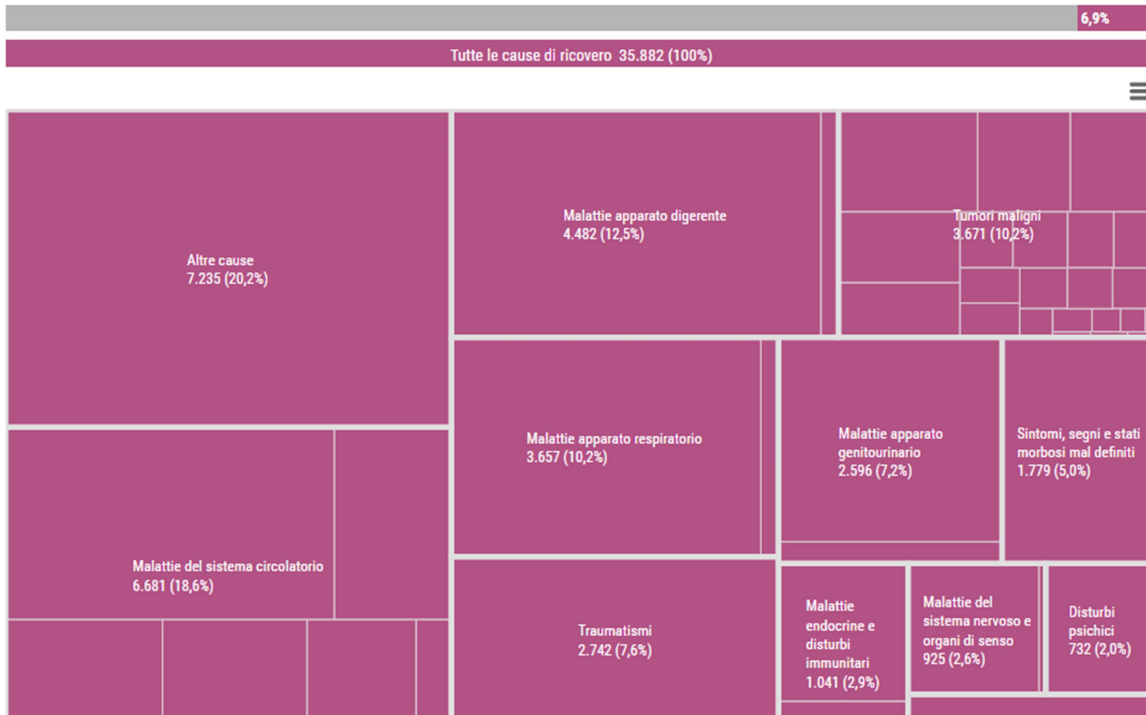 6,9%
Tutte le cause di ricovero 35.882 (100%)
Altre cause
7.235 (20,2%)
Malattie apparato digerente
4.482 (12,5%)
Tumori maligni
3.671 (10,2%)
Malattie apparato respiratorio
3.657 (10,2%)
Malattie apparato
genitourinario
2.596 (7,2%)
Sintomi, segni e stati
morbosi mal definiti
1.779 (5,0%)
Malattie del sistema circolatorio
6.681 (18,6%)
Traumatismi
2.742 (7,6%)
Malattie
endocrine e
disturbi
immunitari
1.041 (2,9%)
Malattie del
sistema nervoso e
organi di senso
925 (2,6%)
Disturbi
psichici
732 (2,0%)